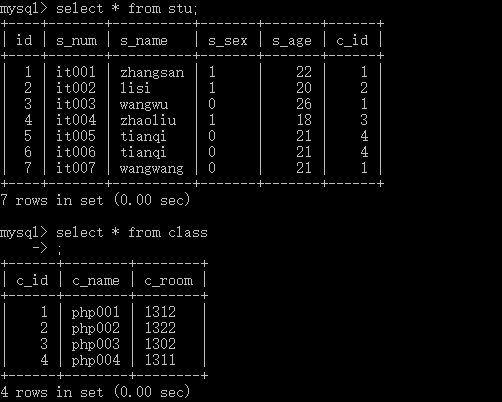 mysql> select * from stu;
+----+-------+----------+-------+-------+------+
| id | s_num | s_name   | s_sex | s_age | c_id |
+----+-------+----------+-------+-------+------+
|  1 | it001 | zhangsan | 1     |    22 |    1 |
|  2 | it002 | lisi     | 1     |    20 |    2 |
|  3 | it003 | wangwu   | 0     |    26 |    1 |
|  4 | it004 | zhaoliu  | 1     |    18 |    3 |
|  5 | it005 | tianqi   | 0     |    21 |    4 |
|  6 | it006 | tianqi   | 0     |    21 |    4 |
|  7 | it007 | wangwang | 0     |    21 |    1 |
+----+-------+----------+-------+-------+------+
7 rows in set (0.00 sec)
mysql> select * from class
    -> ;
+------+--------+--------+
| c_id | c_name | c_room |
+------+--------+--------+
|    1 | php001 | 1312   |
|    2 | php002 | 1322   |
|    3 | php003 | 1302   |
|    4 | php004 | 1311   |
+------+--------+--------+
4 rows in set (0.00 sec)